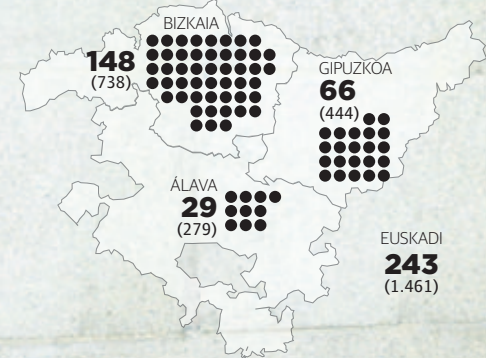 BIZKAIA
148
(738)
GIPUZKOA
66
(444)
ÁLAVA
29
(279)
EUSKADI
243
(1.461)